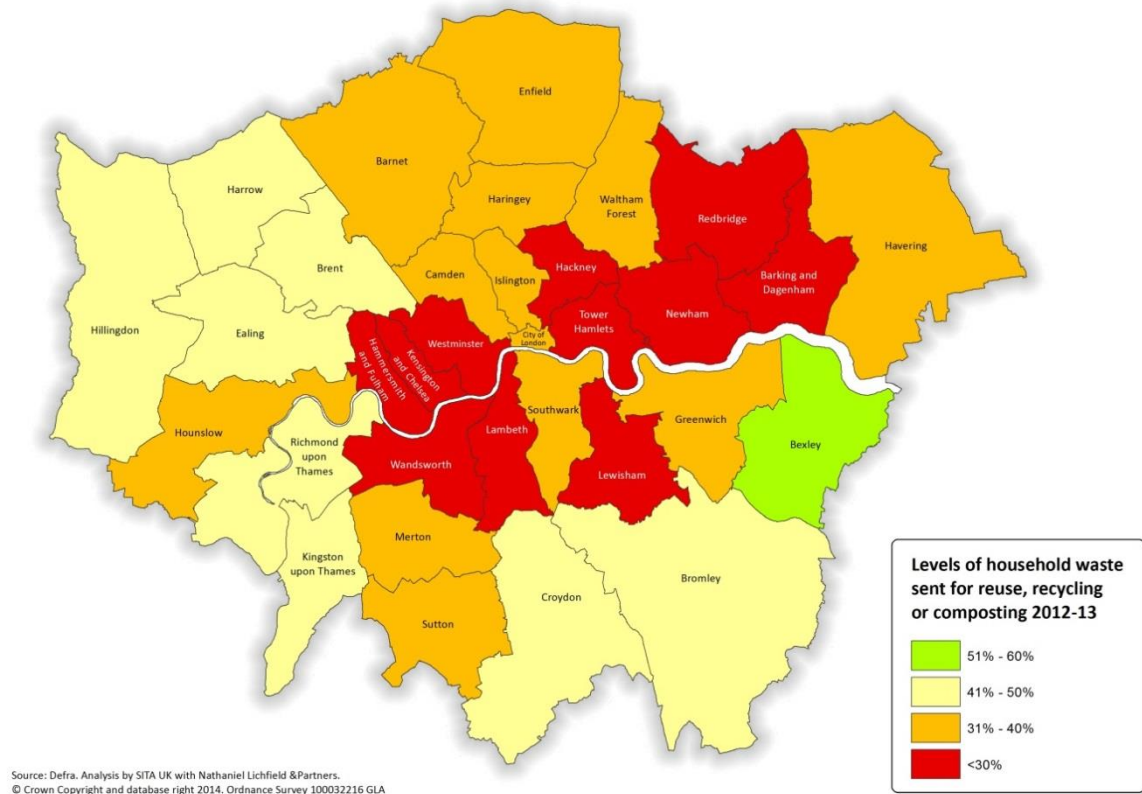 Enfield
Barnet
Harrow
Haringey
Waltham
Forest
Redbridge
Havering
Brent
Camden
Islington
Hackney
Barking and
Dagenham
Hillingdon
Ealing
Tower
Hamlets
Newham
City of
London
Westminster
Kensington
and Chelsea
Hammersmith
and Fulham
Southwark
Greenwich
Hounslow
Lambeth
Bexley
Richmond
upon
Thames
Wandsworth
Lewisham
Merton
Kingston
upon Thames
Bromley
Croydon
Sutton
Levels of household waste
sent for reuse, recycling
or composting 2012-13
51% - 60%
41% - 50%
31% - 40%
<30%
Source: Defra. Analysis by SITA UK with Nathaniel Lichfield &Partners.
© Crown Copyright and database right 2014. Ordnance Survey 100032216 GLA